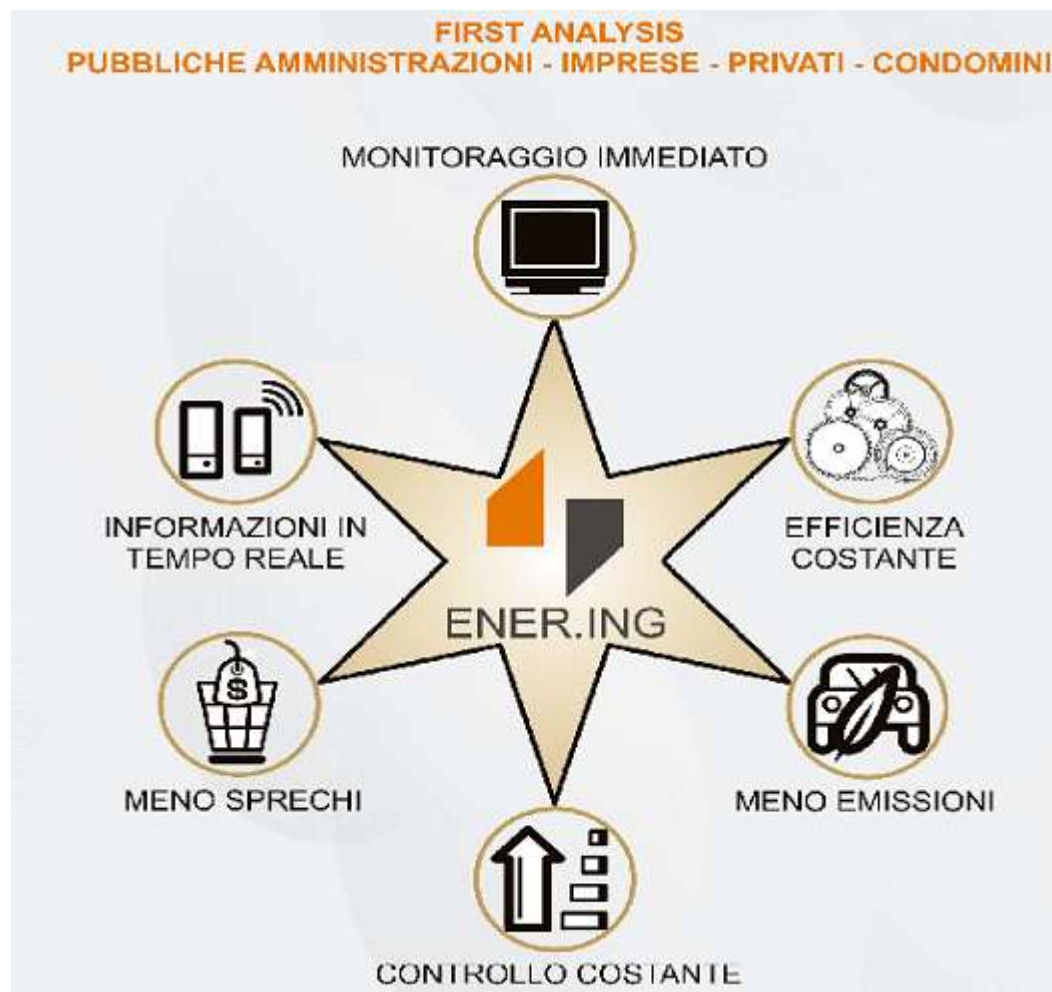 FIRST ANALYSIS
PUBBLICHE AMMINISTRAZIONI - IMPRESE - PRIVATI - CONDOMINI
MONITORAGGIO IMMEDIATO
INFORMAZIONI IN
TEMPO REALE
EFFICIENZA
COSTANTE
ENER.ING
$
MENO SPRECHI
MENO EMISSIONI
CONTROLLO COSTANTE